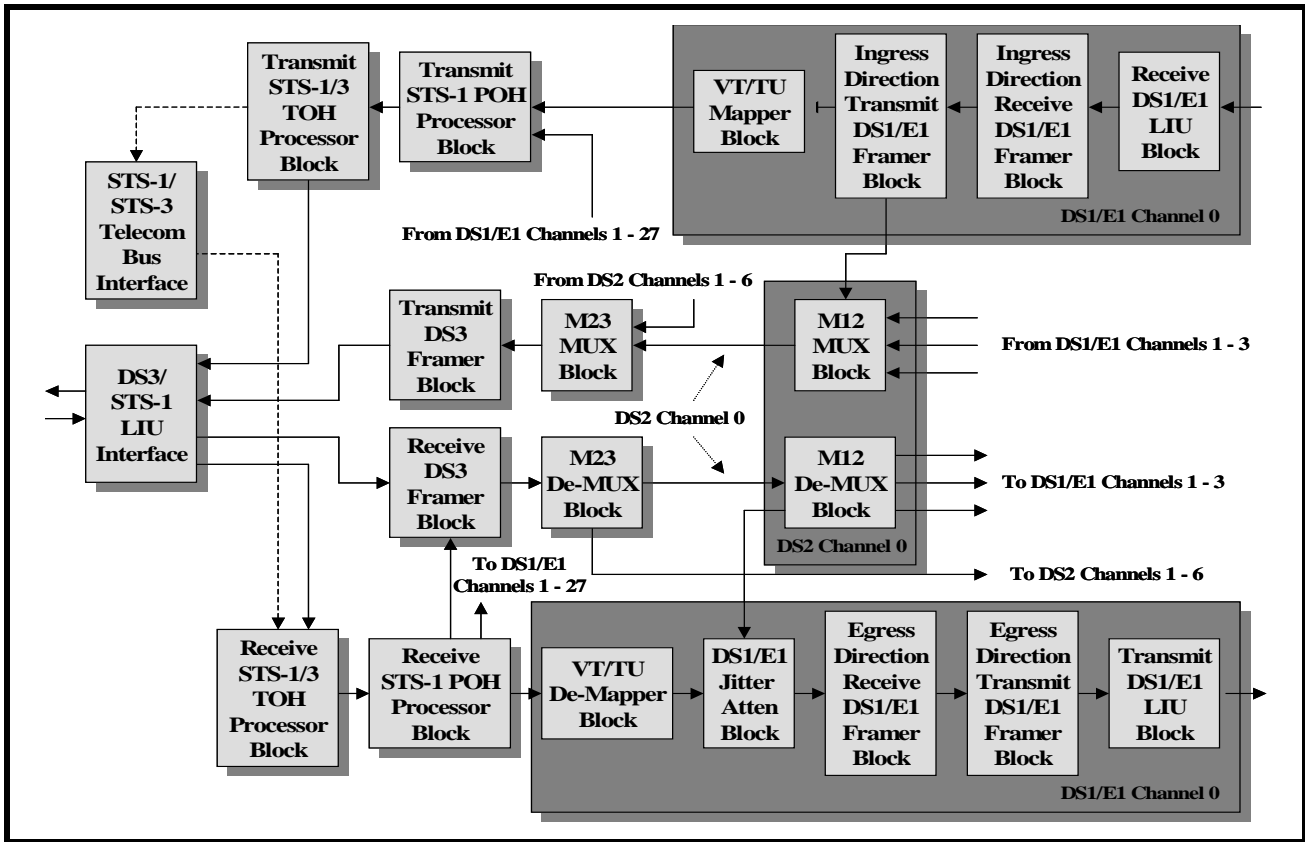 Transmit
STS-1/3
TOH
Processor
Block
Transmit
STS-1 POH
Processor
Block
VT/TU
Mapper
Block
Ingress
Direction
Transmit
DS1/E1
Framer
Block
Ingress
Direction
Receive
DS1/E1
Framer
Block
Receive
DS1/E1
LIU
Block
DS1/E1 Channel 0
STS-1/
STS-3
Telecom
Bus
Interface
From DS1/E1 Channels 1 - 27
From DS2 Channels 1 - 6
Transmit
DS3
Framer
Block
M23
MUX
Block
M12
MUX
Block
From DS1/E1 Channels 1 - 3
DS3/
STS-1
LIU
Interface
DS2 Channel 0
Receive
DS3
Framer
Block
M23
De-MUX
Block
M12
De-MUX
Block
To DS1/E1 Channels 1 - 3
DS2 Channel 0
To DS1/E1
Channels 1 - 27
To DS2 Channels 1 - 6
Receive
STS-1/3
TOH
Processor
Block
Receive
STS-1 POH
Processor
Block
VT/TU
De-Mapper
Block
DS1/E1
Jitter
Atten
Block
Egress
Direction
Receive
DS1/E1
Framer
Block
Egress
Direction
Transmit
DS1/E1
Framer
Block
Transmit
DS1/E1
LIU
Block
DS1/E1 Channel 0